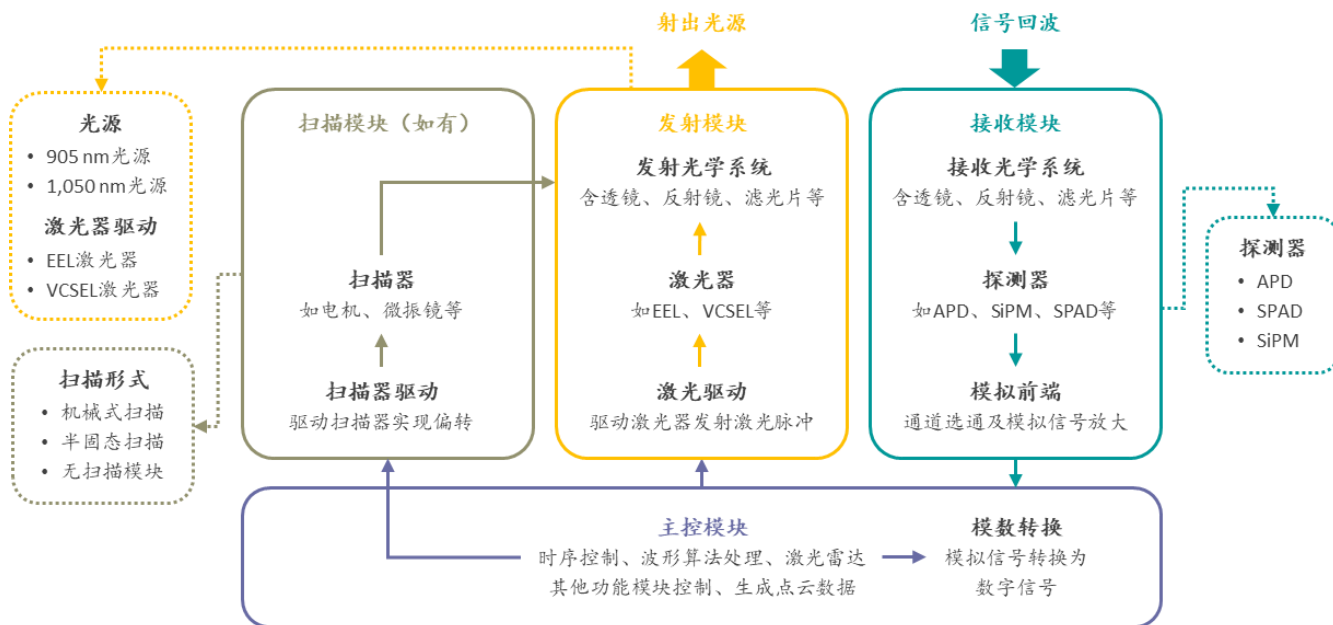 射出光源
信号回波
光源
• 905 nm光源
• 1,050 nm光源
激光器驱动
• EEL激光器
• VCSEL激光器
扫描形式
• 机械式扫描
• 半固态扫描
• 无扫描模块
扫描模块（如有）
扫描器
如电机、微振镜等
扫描器驱动
驱动扫描器实现偏转
发射模块
发射光学系统
含透镜、反射镜、滤光片等
激光器
如EEL、VCSEL等
激光驱动
驱动激光器发射激光脉冲
接收模块
接收光学系统
含透镜、反射镜、滤光片等
探测器
如APD、SiPM、SPAD等
模拟前端
通道选通及模拟信号放大
探测器
• APD
• SPAD
• SiPM
主控模块
时序控制、波形算法处理、激光雷达
其他功能模块控制、生成点云数据
模数转换
模拟信号转换为
数字信号